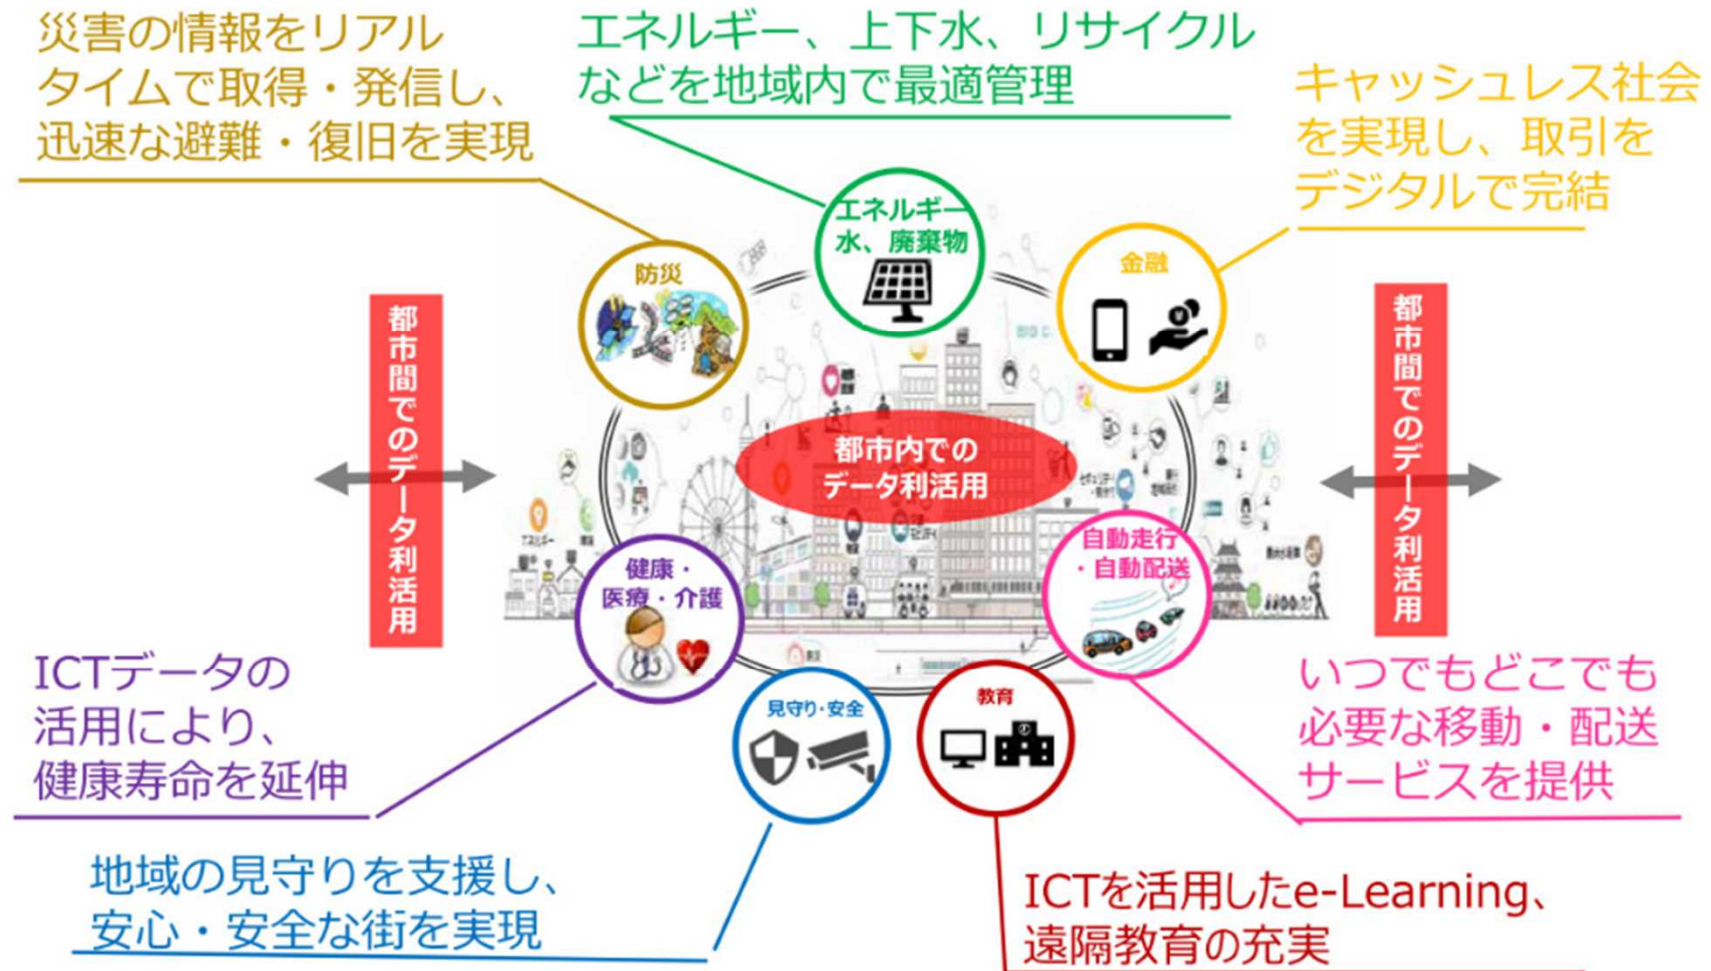 災害の情報をリアル
タイムで取得・発信し、
迅速な避難・復旧を実現
エネルギー、上下水、リサイクル
などを地域内で最適管理
キャッシュレス社会
を実現し、取引を
デジタルで完結
エネルギー
水、廃棄物
防災
金融
都市間でのデータ利活用
都市内での
データ利活用
都市間でのデータ利活用
エネルギー
自動走行
・自動配送
健康・
医療・介護
見守り・安全
教育
ICTデータの
活用により、
健康寿命を延伸
いつでもどこでも
必要な移動・配送
サービスを提供
地域の見守りを支援し、
安心・安全な街を実現
ICTを活用したe-Learning、
遠隔教育の充実